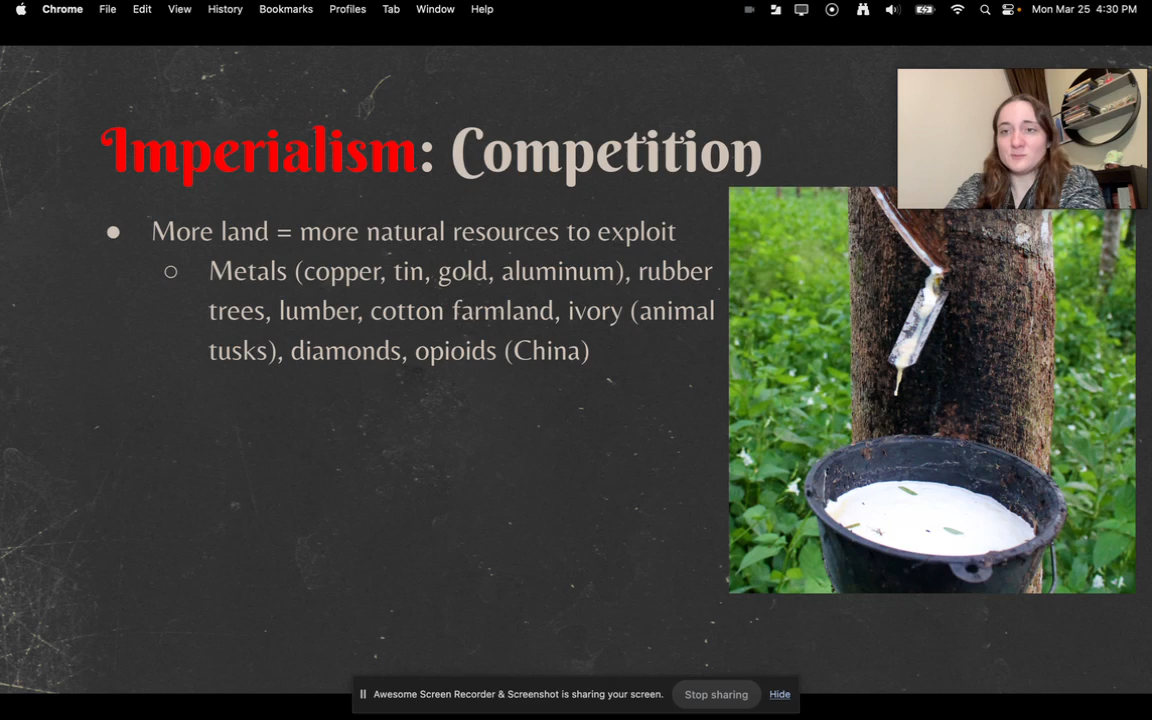 Chrome File Edit View History Bookmarks Profiles Tab Window Help Mon Mar 25 4:30 PM
Imperialism: Competition
● More land = more natural resources to exploit
○ Metals (copper, tin, gold, aluminum), rubber
trees, lumber, cotton farmland, ivory (animal
tusks), diamonds, opioids (China)
Awesome Screen Recorder & Screenshot is sharing your screen. Stop sharing Hide